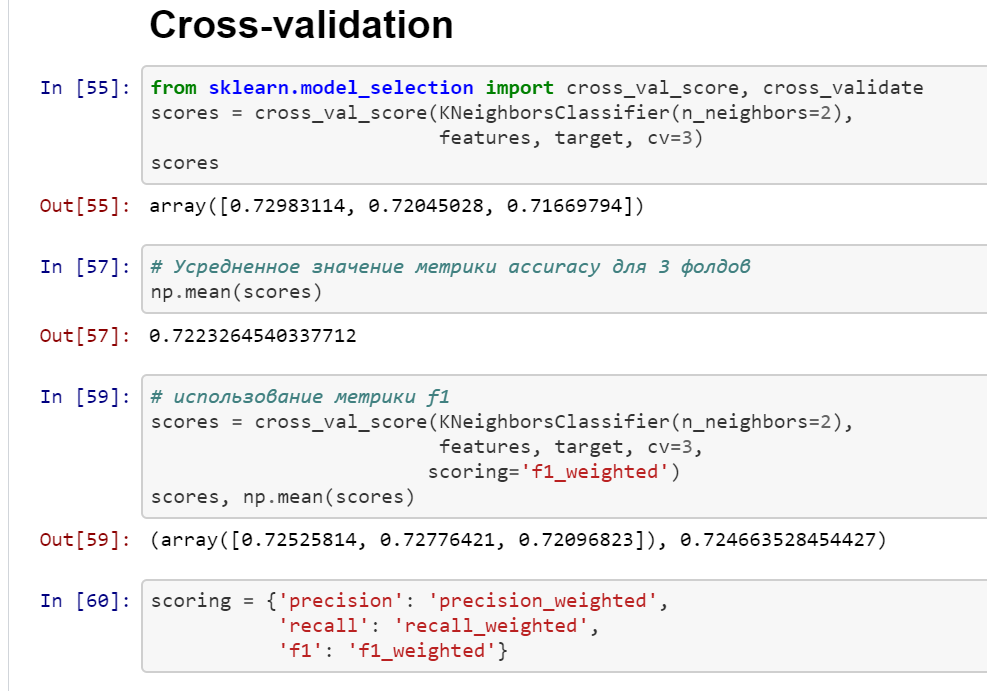 Cross-validation
In [55]: from sklearn.model_selection import cross_val_score, cross_validate
scores = cross_val_score(KNeighborsClassifier(n_neighbors=2),
features, target, cv=3)
scores
Out[55]: array([0.72983114, 0.72045028, 0.71669794])
In [57]: # Усредненное значение метрики accuracy для 3 фолдов
np.mean(scores)
Out[57]: 0.7223264540337712
In [59]: # использование метрики f1
scores = cross_val_score(KNeighborsClassifier(n_neighbors=2),
features, target, cv=3,
scoring='f1_weighted')
scores, np.mean(scores)
Out[59]: (array([0.72525814, 0.72776421, 0.72096823]), 0.724663528454427)
In [60]: scoring = {'precision': 'precision_weighted',
'recall': 'recall_weighted',
'f1': 'f1_weighted'}